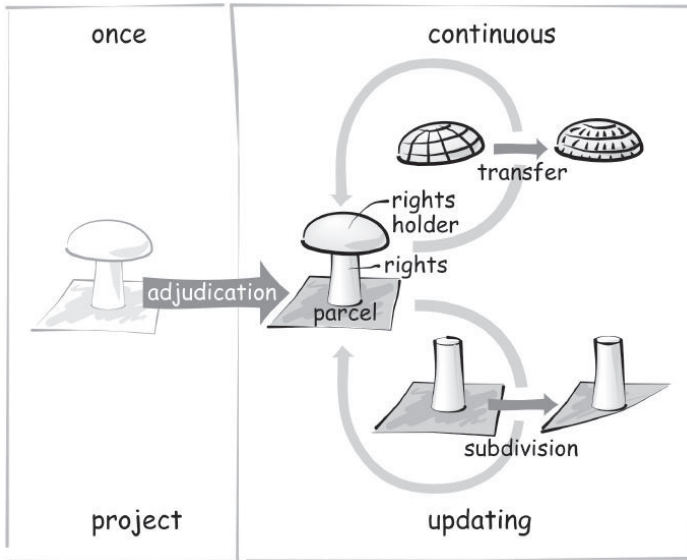 once
continuous
transfer
rights
holder
rights
adjudication
parcel
subdivision
project
updating